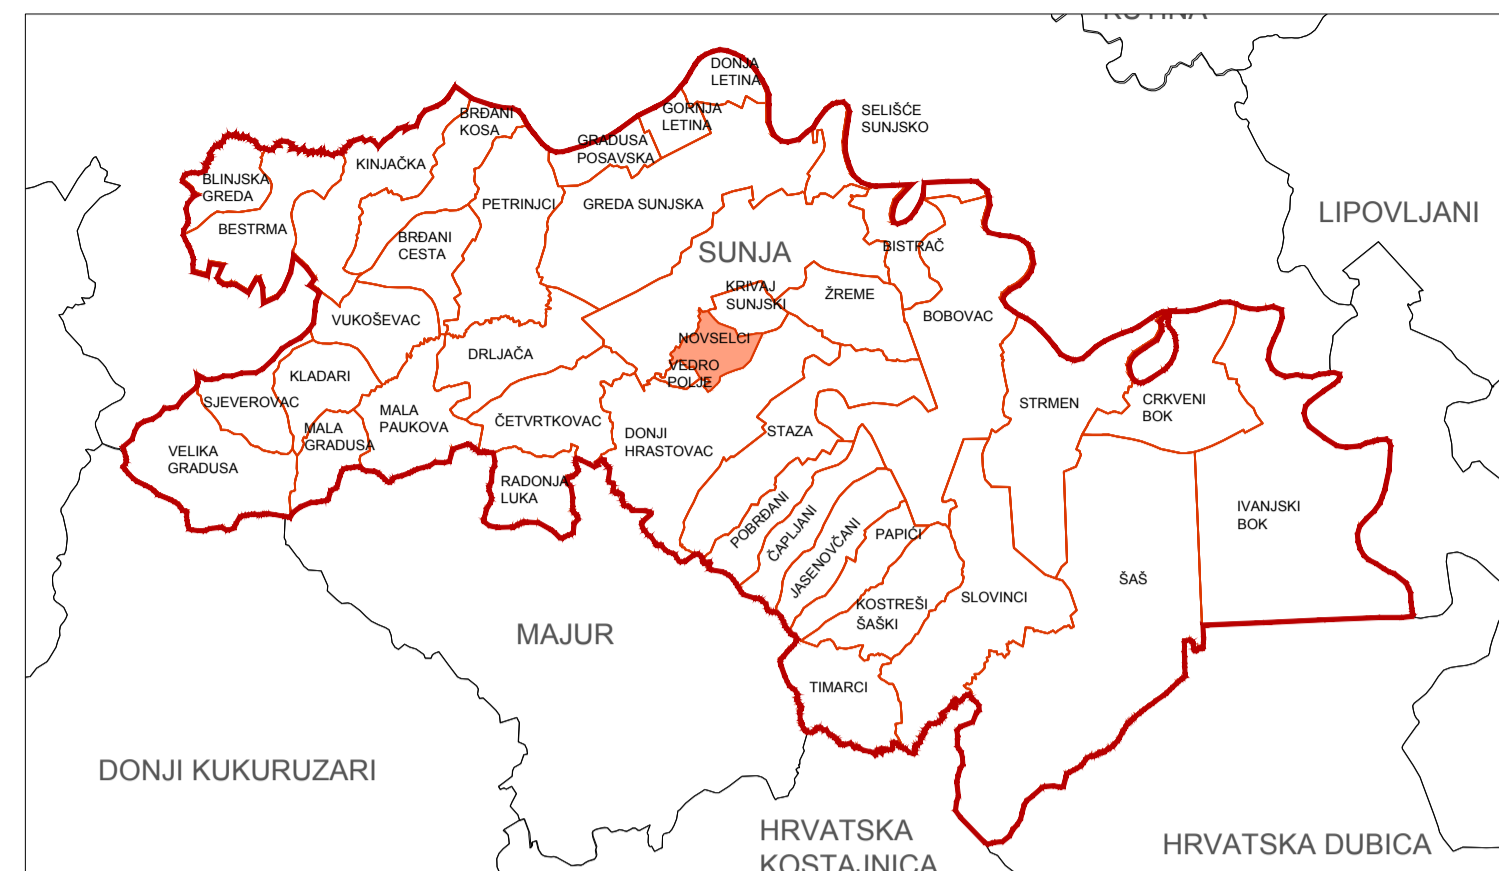 KUTINA
DONJA
LETINA
BRĐANI
KOSA
GORNJA
LETINA
SELIŠĆE
SUNJSKO
GRADUSA
POSAVSKA
KINJAČKA
BLINJSKA
GREDA
PETRINJCI
GREDA SUNJSKA
LIPOVLJANI
BESTRMA
BRĐANI
CESTA
SUNJA
BISTRAČ
KRIVAJ
SUNJSKI
ŽREME
BOBOVAC
VUKOŠEVAC
NOVSELCI
DRLJAČA
VEDRO
POLJE
KLADARI
SJEVEROVAC
MALA
PAUKOVA
ČETVRTKOVAC
STRMEN
CRKVENI
BOK
MALA
GRADUSA
DONJI
HRASTOVAC
STAZA
VELIKA
GRADUSA
RADONJA
LUKA
POBRĐANI
ČAPLJANI
JASENOVČANI
PAPIĆI
IVANJSKI
BOK
ŠAŠ
KOSTREŠI
ŠAŠKI
SLOVINCI
MAJUR
TIMARCI
DONJI KUKURUZARI
HRVATSKA
KOSTAJNICA
HRVATSKA DUBICA